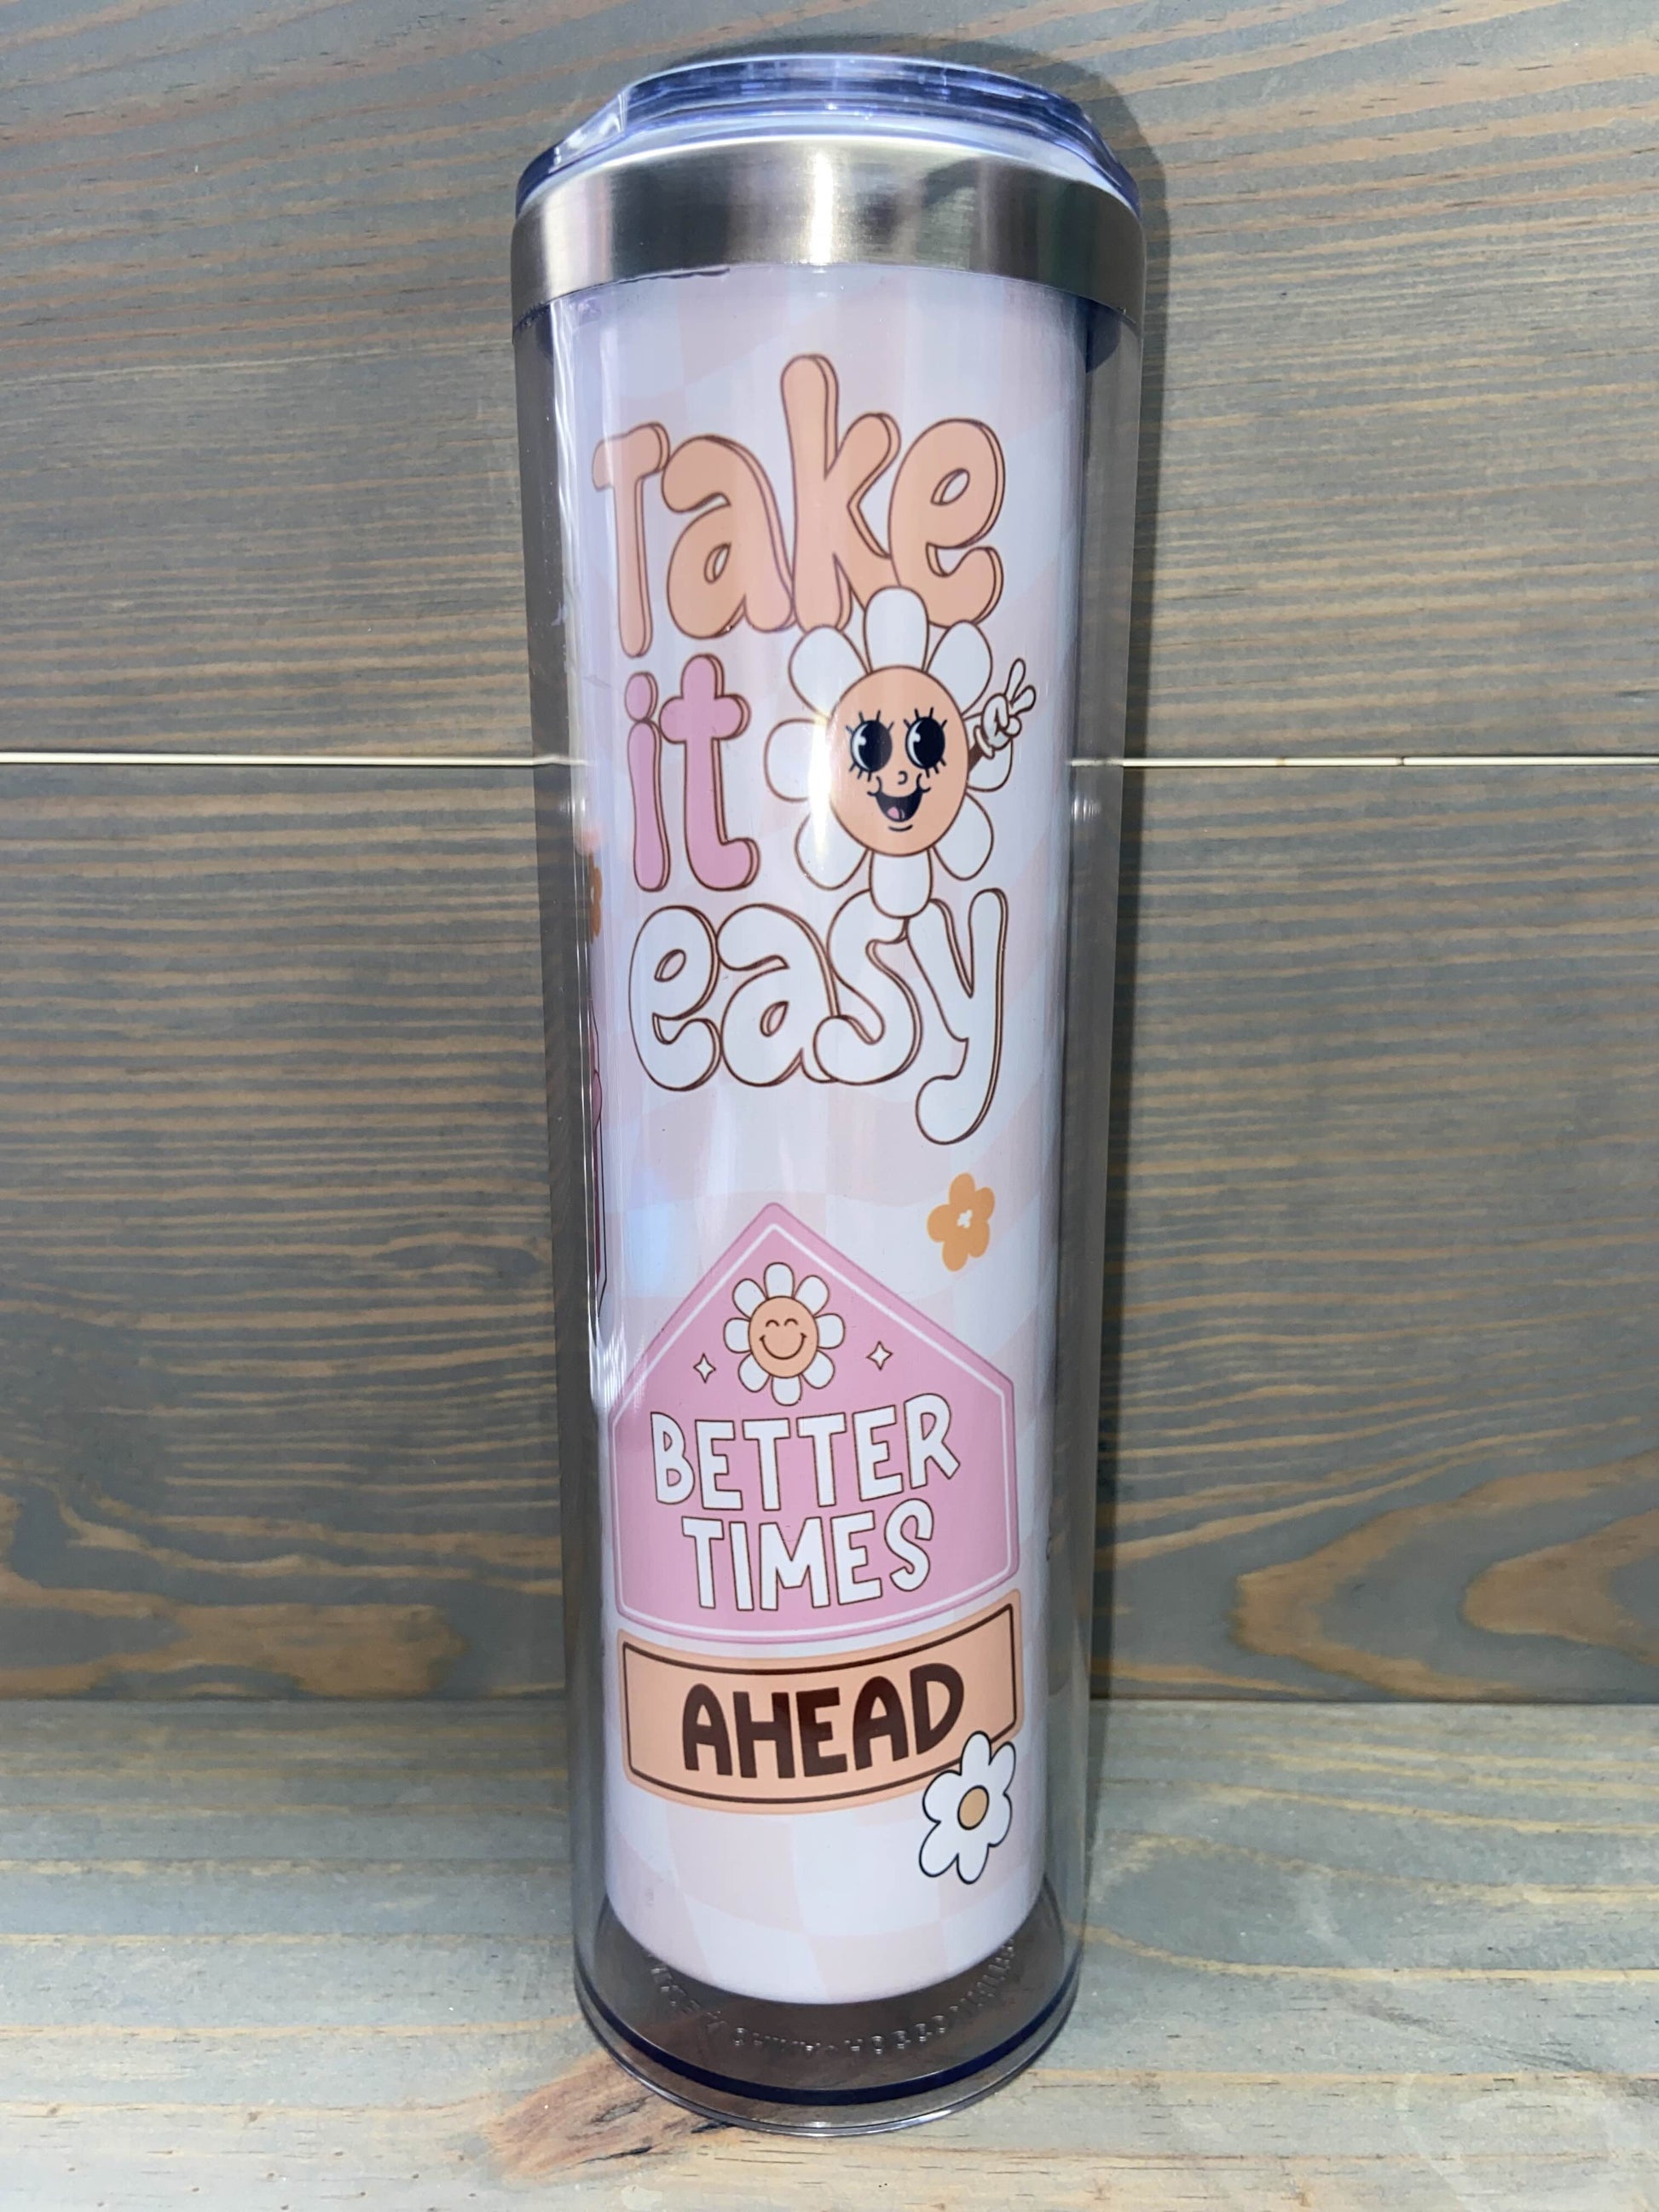 Take
it
easy
BETTER
TIMES
AHEAD